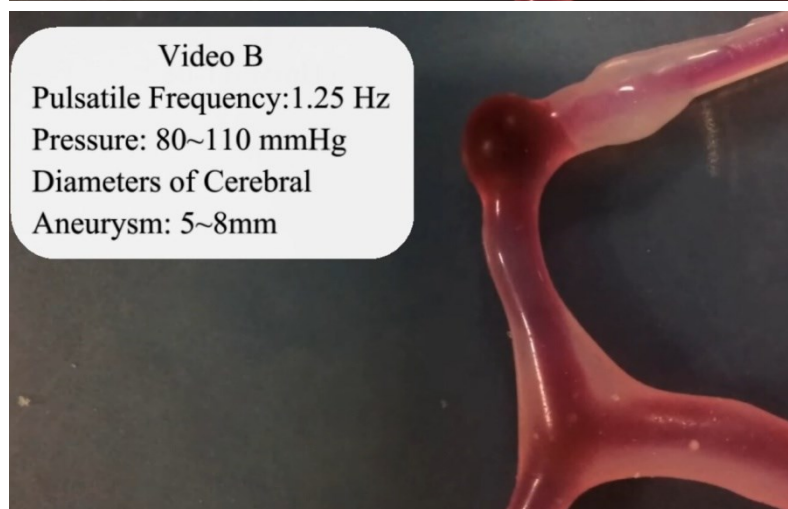 Video B
Pulsatile Frequency:1.25 Hz
Pressure: 80~110 mmHg
Diameters of Cerebral
Aneurysm: 5~8mm